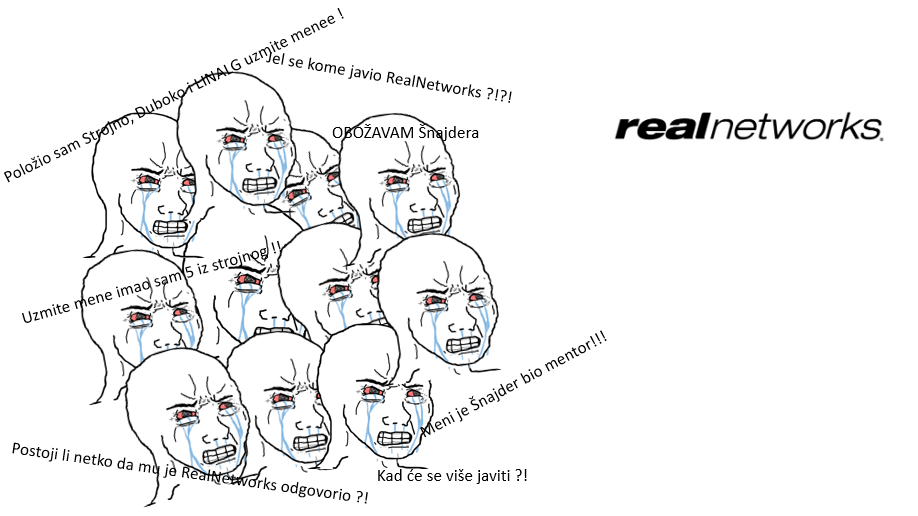 Položio sam Strojno, Duboko i LINALG uzmite menee !
Jel se kome javio RealNetworks ?!?!
OBOŽAVAM Šnajdera
realnetworks.
Uzmite mene imao sam 5 iz strojnog !!
Meni je Šnajder bio mentor!!!
Postoji li netko da mu je RealNetworks odgovorio ?!
Kad će se više javiti ?!